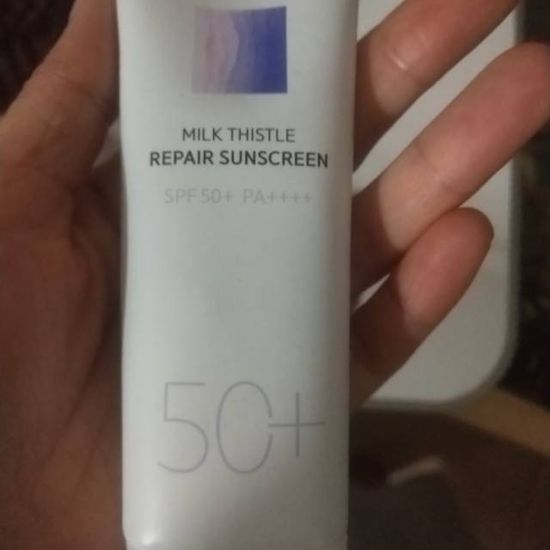 MILK THISTLE
REPAIR SUNSCREEN
SPF 50+ PA++++
50+